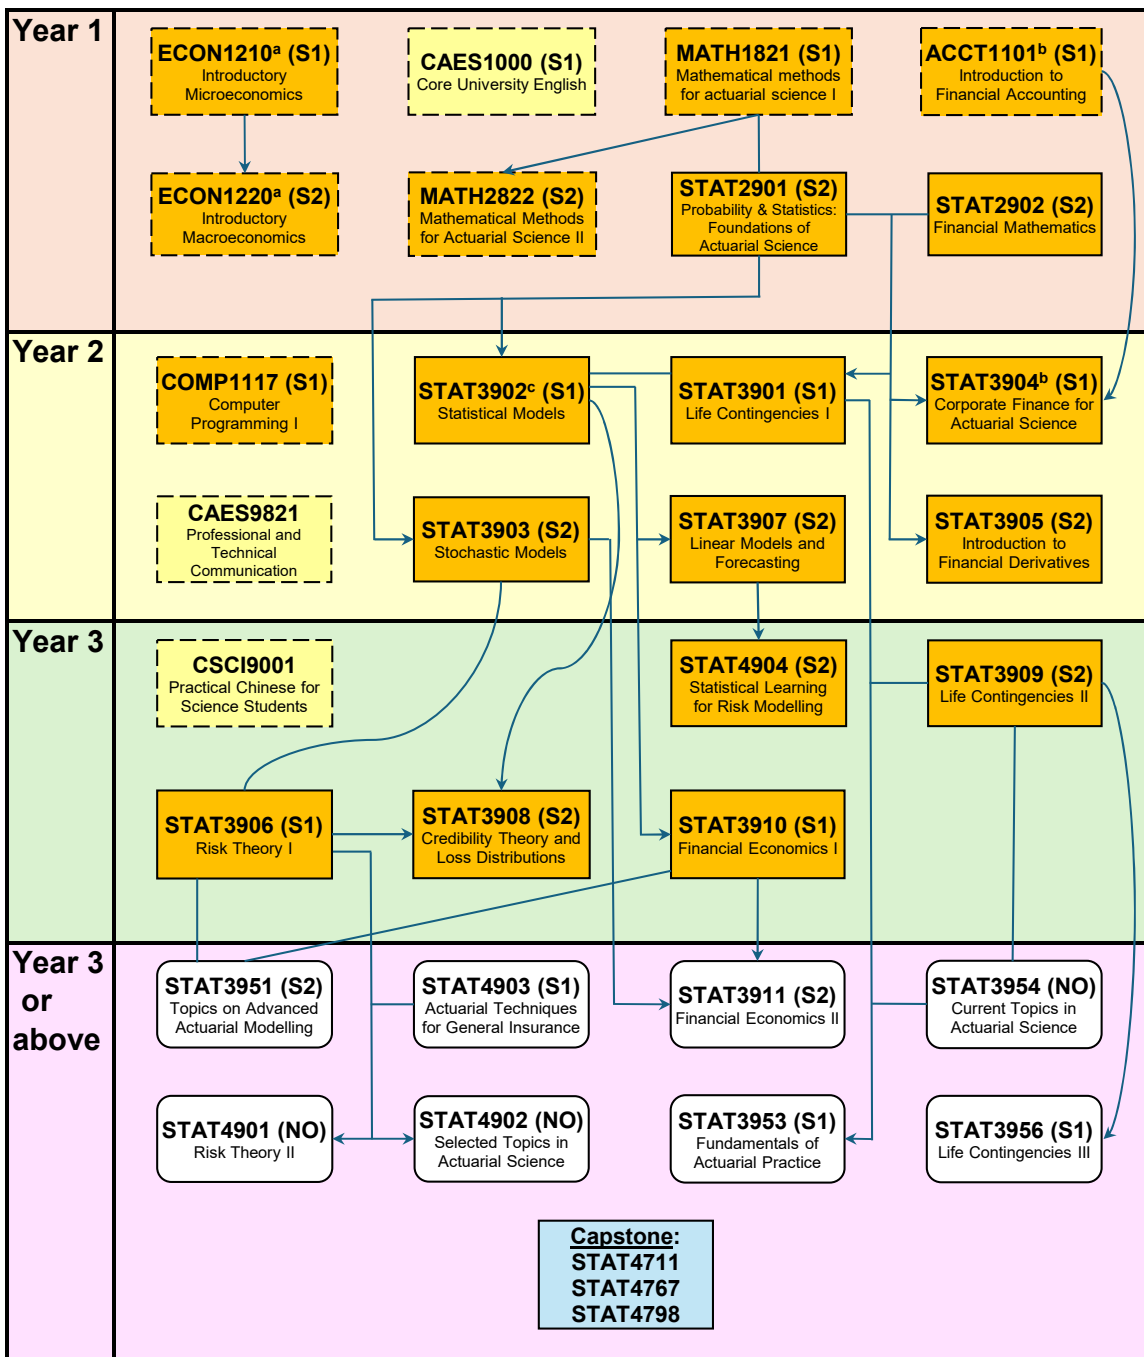 Year 1
ECON1210a (S1)
Introductory
Microeconomics
CAES1000 (S1)
Core University English
MATH1821 (S1)
Mathematical methods
for actuarial science I
ACCT1101b (S1)
Introduction to
Financial Accounting
ECON1220a (S2)
Introductory
Macroeconomics
MATH2822 (S2)
Mathematical Methods
for Actuarial Science II
STAT2901 (S2)
Probability & Statistics:
Foundations of
Actuarial Science
STAT2902 (S2)
Financial Mathematics
Year 2
COMP1117 (S1)
Computer
Programming I
STAT3902c (S1)
Statistical Models
STAT3901 (S1)
Life Contingencies I
STAT3904b (S1)
Corporate Finance for
Actuarial Science
CAES9821
Professional and
Technical
Communication
STAT3903 (S2)
Stochastic Models
STAT3907 (S2)
Linear Models and
Forecasting
STAT3905 (S2)
Introduction to
Financial Derivatives
Year 3
CSCI9001
Practical Chinese for
Science Students
STAT4904 (S2)
Statistical Learning
for Risk Modelling
STAT3909 (S2)
Life Contingencies II
STAT3906 (S1)
Risk Theory I
STAT3908 (S2)
Credibility Theory and
Loss Distributions
STAT3910 (S1)
Financial Economics I
Year 3
or
above
STAT3951 (S2)
Topics on Advanced
Actuarial Modelling
STAT4903 (S1)
Actuarial Techniques
for General Insurance
STAT3911 (S2)
Financial Economics II
STAT3954 (NO)
Current Topics in
Actuarial Science
STAT4901 (NO)
Risk Theory II
STAT4902 (NO)
Selected Topics in
Actuarial Science
STAT3953 (S1)
Fundamentals of
Actuarial Practice
STAT3956 (S1)
Life Contingencies III
Capstone:
STAT4711
STAT4767
STAT4798